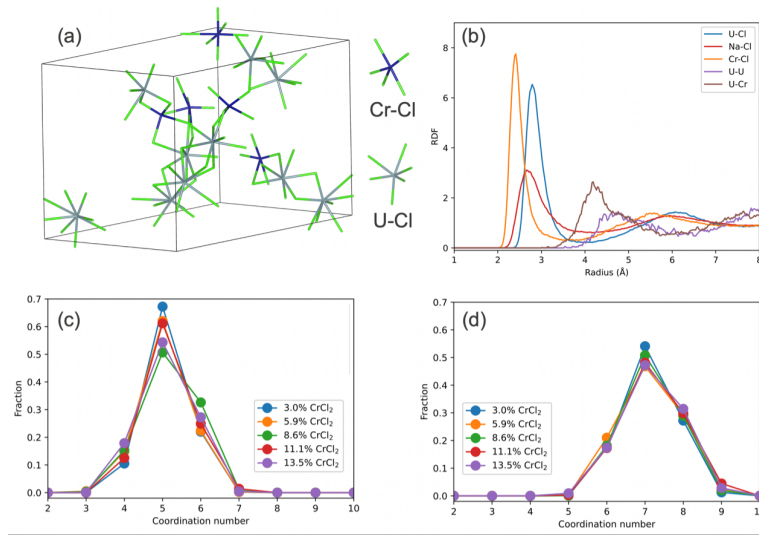 (a)
Cr-Cl
U-Cl
(b)
U-Cl
Na-Cl
Cr-Cl
U-U
U-Cr
8
6
4
2
0
RDF
1 2 3 4 5 6 7 8
Radius (Å)
(c)
0.7
0.6
0.5
0.4
0.3
0.2
0.1
0.0
Fraction
3.0% CrCl₂
5.9% CrCl₂
8.6% CrCl₂
11.1% CrCl₂
13.5% CrCl₂
2 3 4 5 6 7 8 9 10
Coordination number
(d)
0.7
0.6
0.5
0.4
0.3
0.2
0.1
0.0
Fraction
3.0% CrCl₂
5.9% CrCl₂
8.6% CrCl₂
11.1% CrCl₂
13.5% CrCl₂
2 3 4 5 6 7 8 9 1
Coordination number